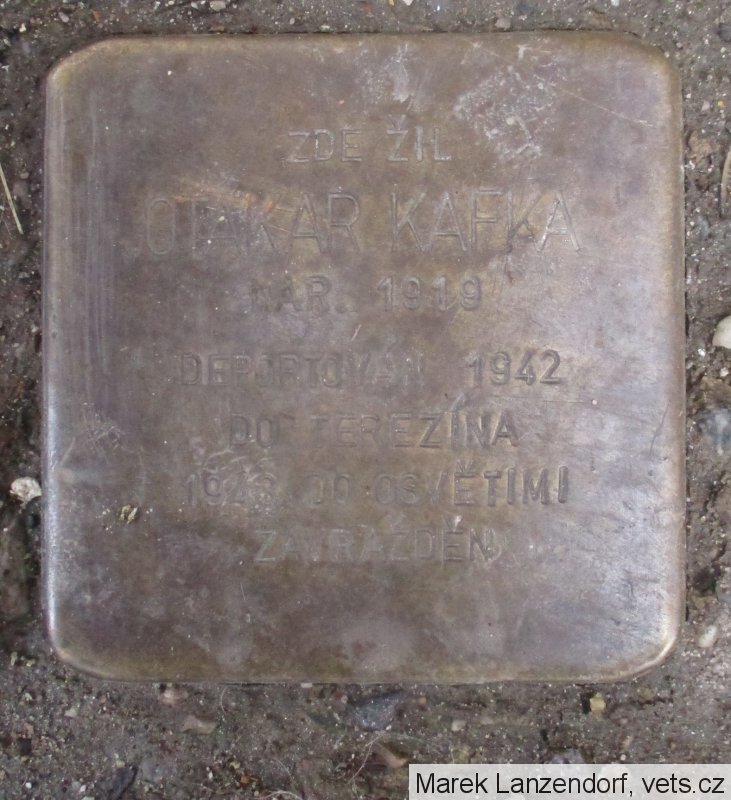 ZDE ŽIL
OTAKAR KAFKA
NAR. 1919
DEPORTOVÁN 1942
DO TEREZÍNA
1943 DO OSVĚTIMI
ZAVRAŽDĚN
Marek Lanzendorf, vets.cz